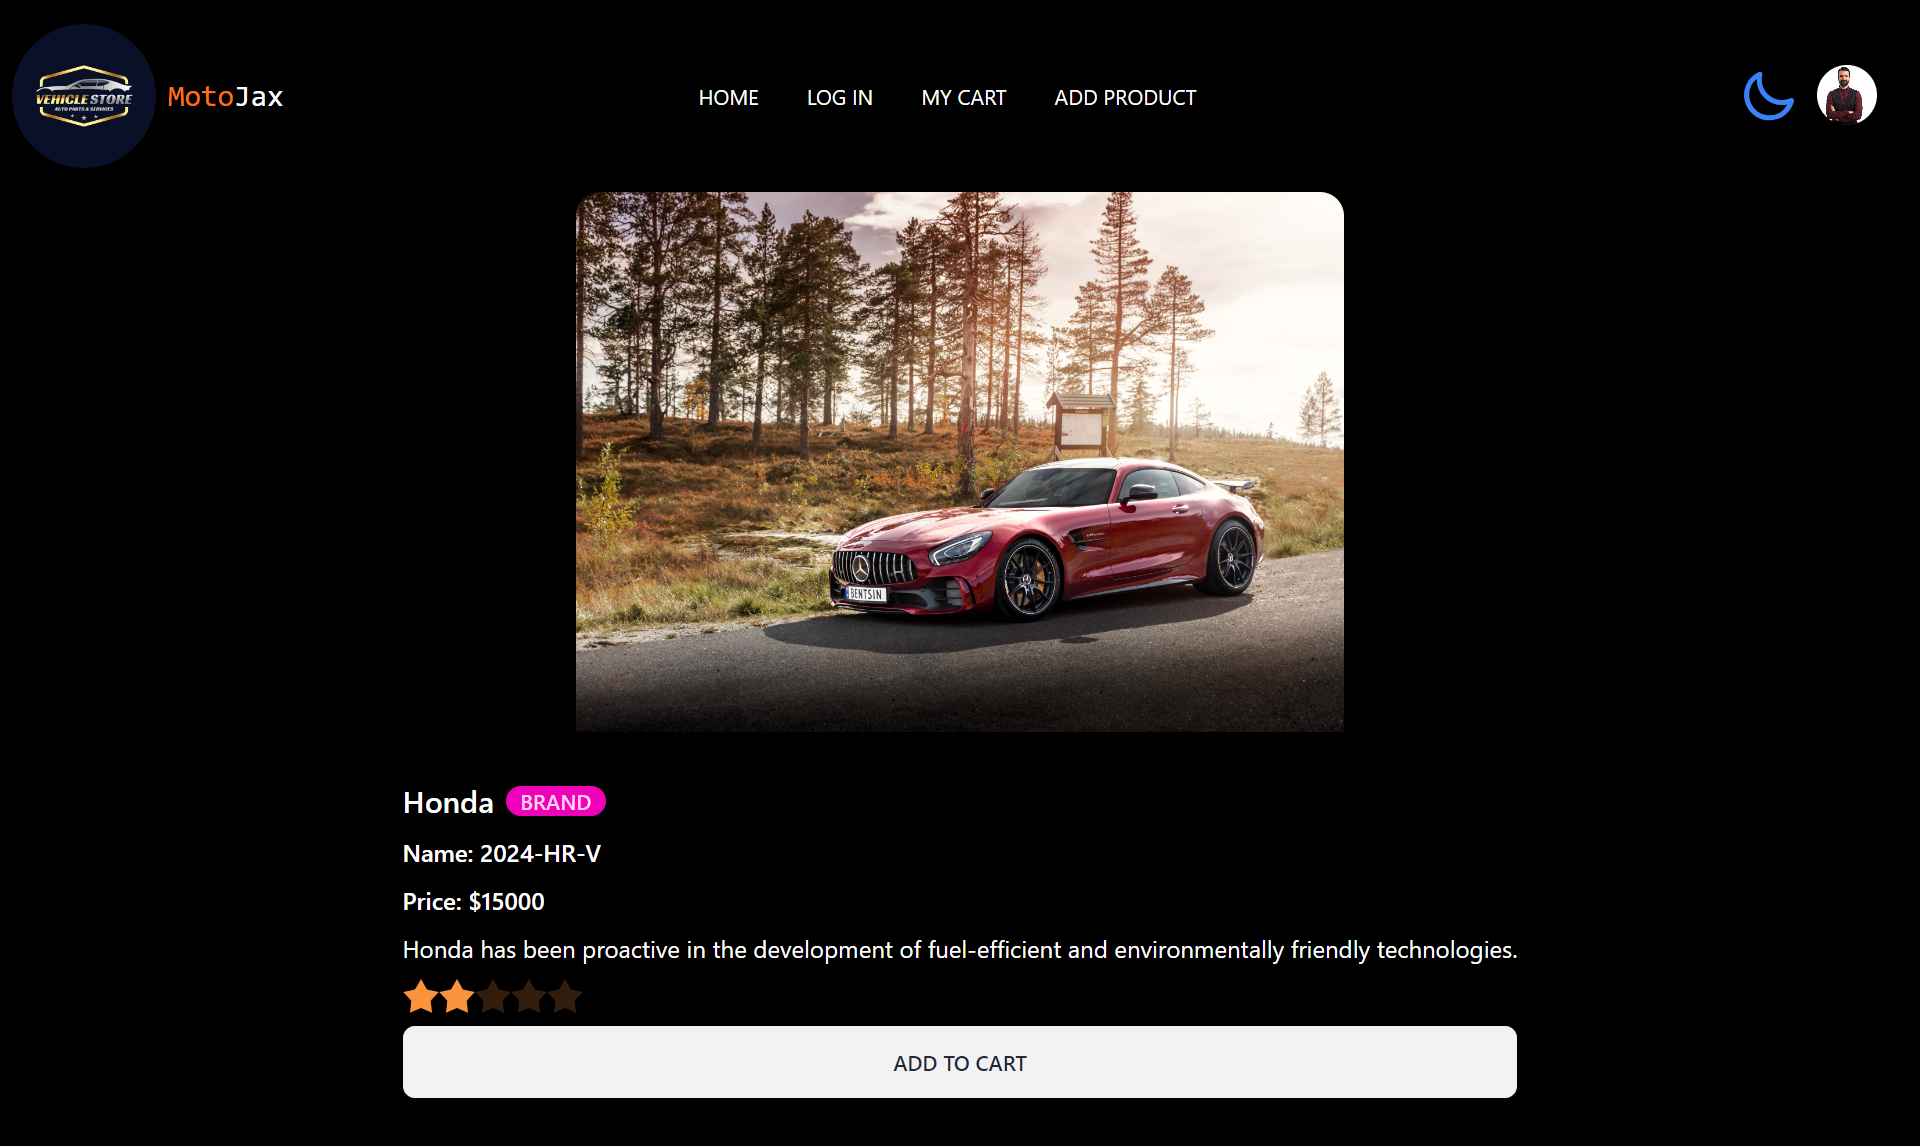 VEHICLE STORE
AUTO PARTS & SERVICES
MotoJax
HOME
LOG IN
MY CART
ADD PRODUCT
BENTSIN
Honda BRAND
Name: 2024-HR-V
Price: $15000
Honda has been proactive in the development of fuel-efficient and environmentally friendly technologies.
ADD TO CART